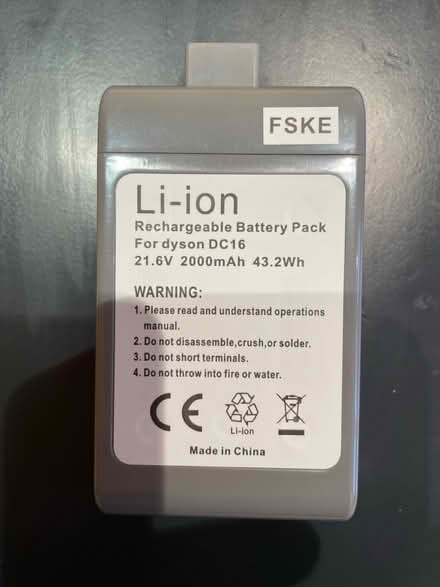 FSKE
Li-ion
Rechargeable Battery Pack
For dyson DC16
21.6V 2000mAh 43.2Wh
WARNING:
1. Please read and understand operations
manual.
2. Do not disassemble,crush,or solder.
3. Do not short terminals.
4. Do not throw into fire or water.
CE
Li-ion
Made in China